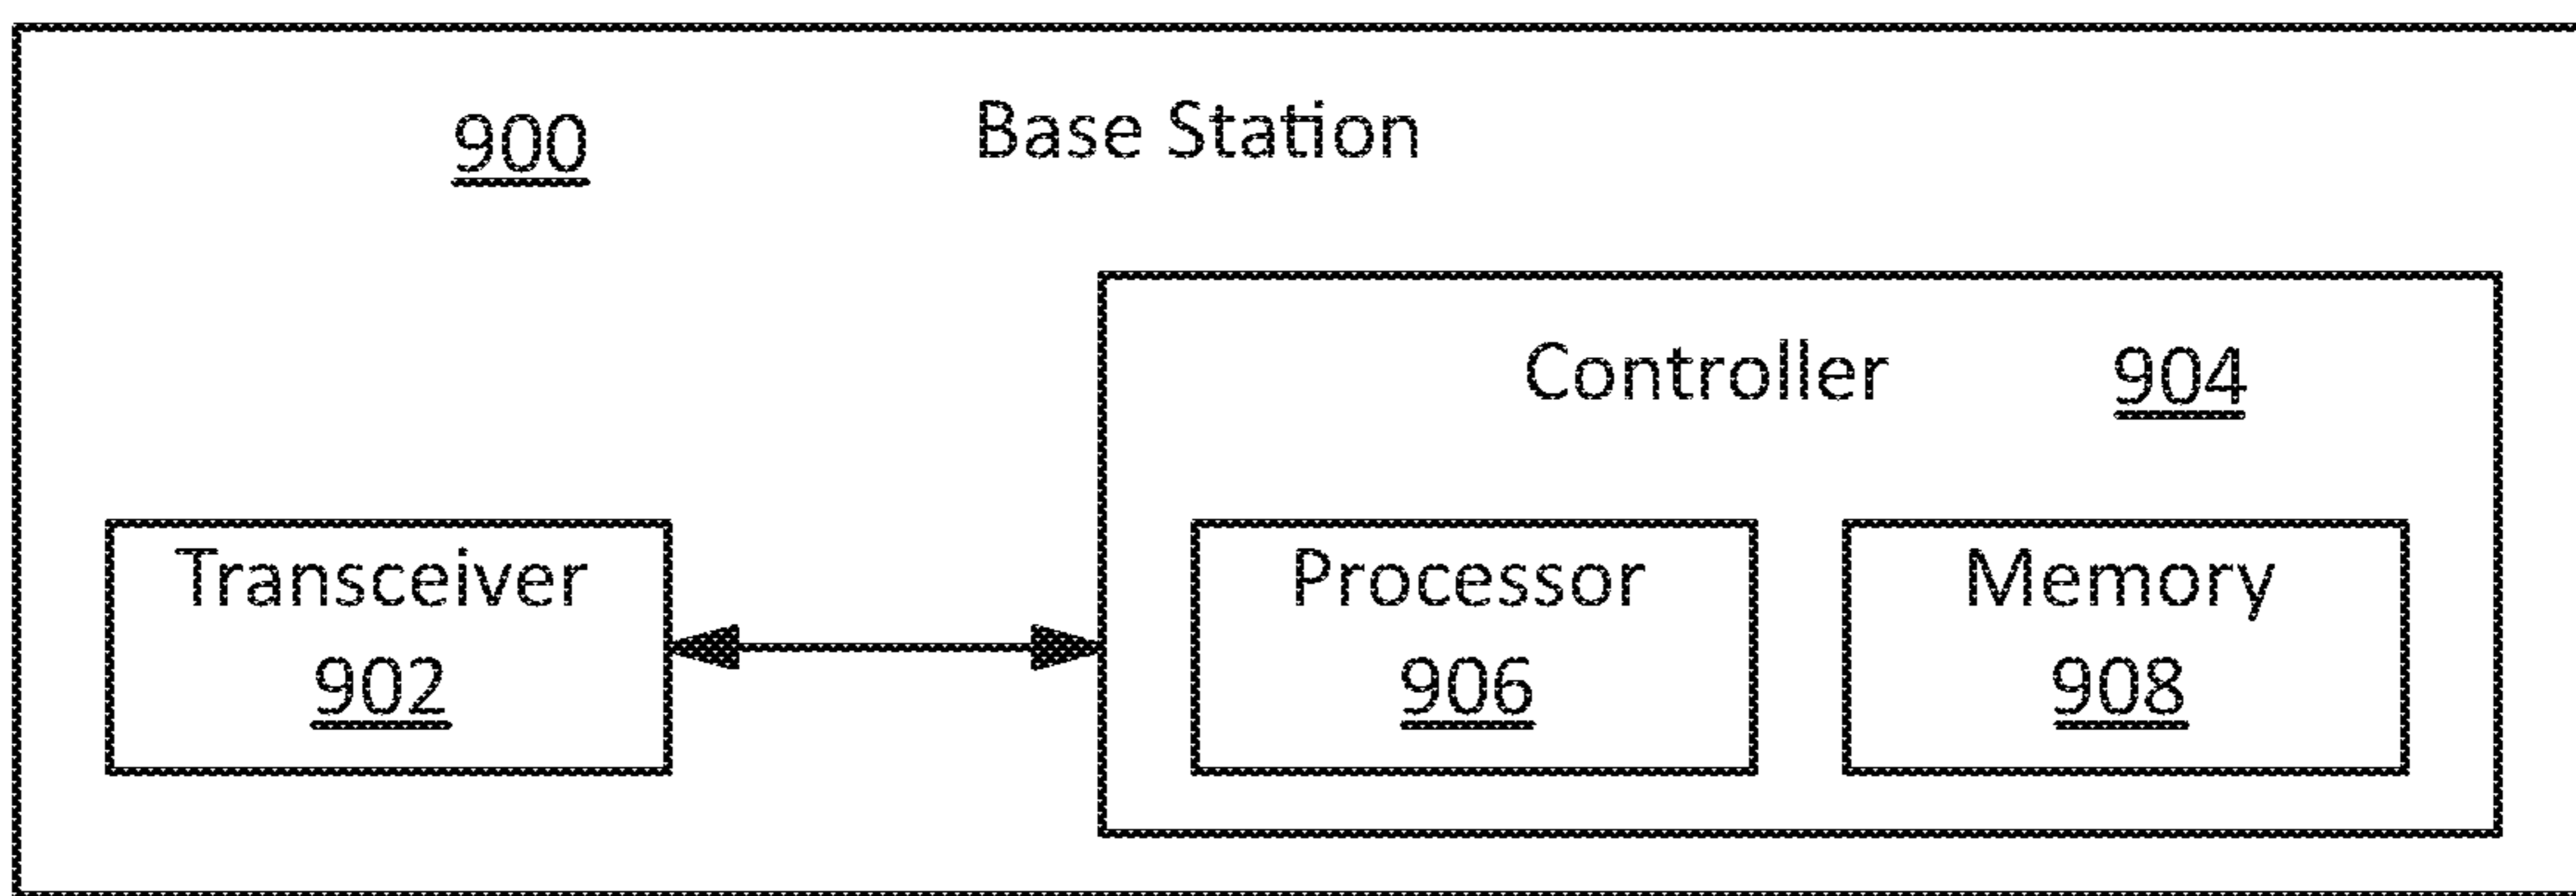 900 Base Station
Controller 904
Transceiver
902
Processor
906
Memory
908